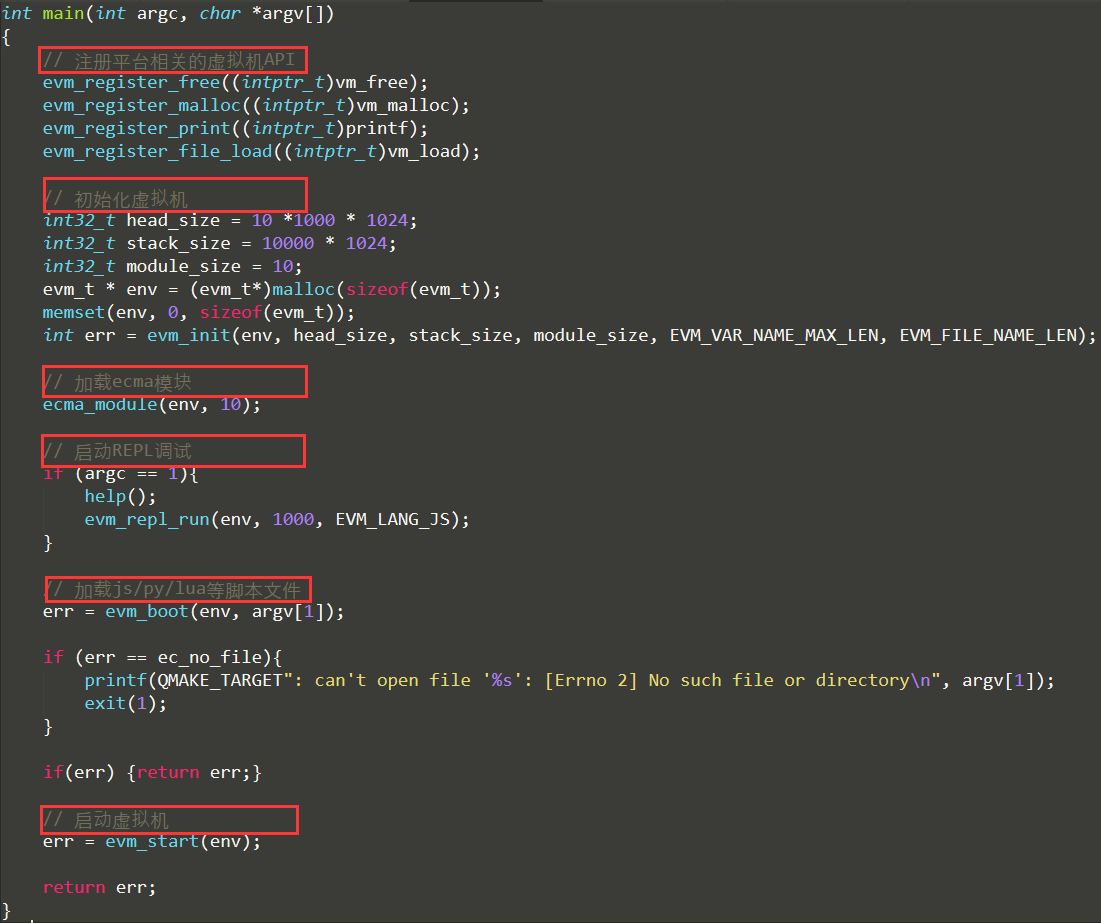 int main(int argc, char *argv[])
{
// 注册平台相关的虚拟机API
evm_register_free((intptr_t)vm_free);
evm_register_malloc((intptr_t)vm_malloc);
evm_register_print((intptr_t)printf);
evm_register_file_load((intptr_t)vm_load);
// 初始化虚拟机
int32_t head_size = 10 *1000 * 1024;
int32_t stack_size = 10000 * 1024;
int32_t module_size = 10;
evm_t * env = (evm_t*)malloc(sizeof(evm_t));
memset(env, 0, sizeof(evm_t));
int err = evm_init(env, head_size, stack_size, module_size, EVM_VAR_NAME_MAX_LEN, EVM_FILE_NAME_LEN);
// 加载ecma模块
ecma_module(env, 10);
// 启动REPL调试
if (argc == 1){
help();
evm_repl_run(env, 1000, EVM_LANG_JS);
}
// 加载js/py/lua等脚本文件
err = evm_boot(env, argv[1]);
if (err == ec_no_file){
printf(QMAKE_TARGET": can't open file '%s': [Errno 2] No such file or directory\n", argv[1]);
exit(1);
}
if(err) {return err;}
// 启动虚拟机
err = evm_start(env);
return err;
}